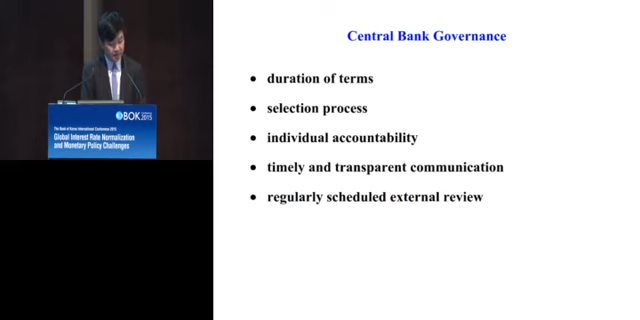 Central Bank Governance
• duration of terms
• selection process
• individual accountability
• timely and transparent communication
• regularly scheduled external review
BOK
2015
The Bank of Korea International Conference 2015
Global Interest Rate Normalization
and Monetary Policy Challenges